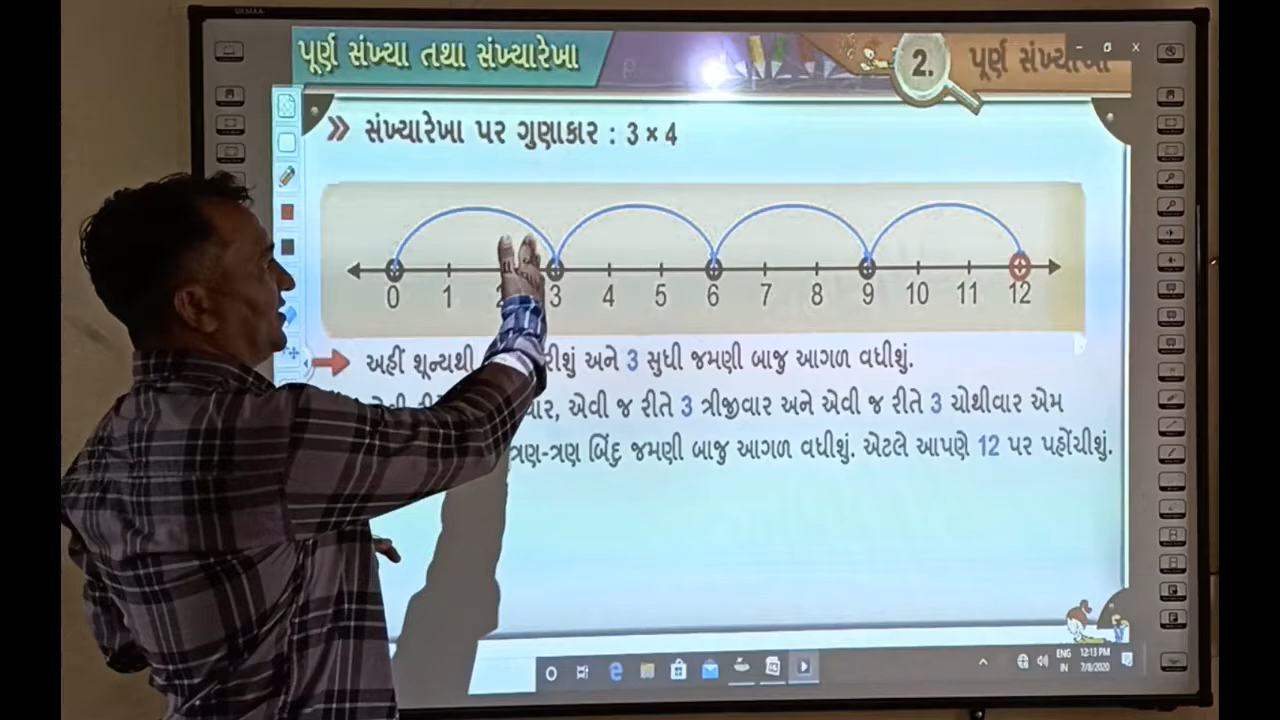 પૂર્ણ સંખ્યા તથા સંખ્યારેખા
2. પૂર્ણ
સંખ્યારેખા પર ગુણાકાર : 3 × 4
0 1 2 3 4 5 6 7 8 9 10 11 12
અહીં શૂન્યથી અને 3 સુધી જમણી બાજુ આગળ વધીશું.
એવી જ રીતે 3 ત્રીજીવાર અને એવી જ રીતે 3 ચોથીવાર એમ
ત્રણ-ત્રણ બિંદુ જમણી બાજુ આગળ વધીશું. એટલે આપણે 12 પર પહોંચીશું.
ENG 12:13 PM
IN 7/8/2020